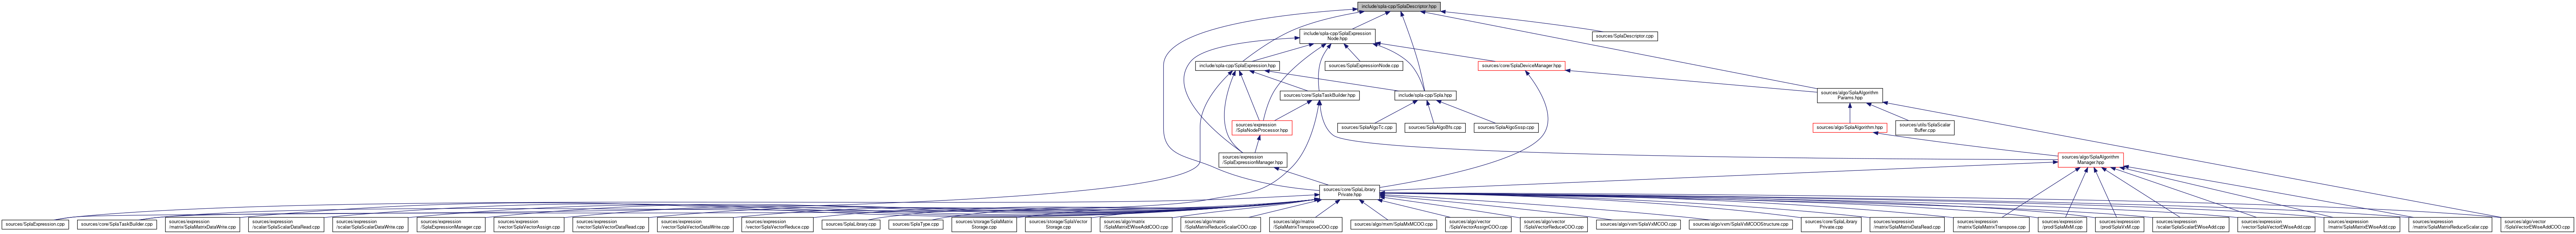 include/spla-cpp/SplaDescriptor.hpp
include/spla-cpp/SplaExpression
Node.hpp
sources/SplaDescriptor.cpp
include/spla-cpp/SplaExpression.hpp
sources/SplaExpressionNode.cpp
sources/core/SplaDeviceManager.hpp
sources/core/SplaTaskBuilder.hpp
include/spla-cpp/Spla.hpp
sources/algo/SplaAlgorithm
Params.hpp
sources/expression
/SplaNodeProcessor.hpp
sources/SplaAlgoTc.cpp
sources/SplaAlgoBfs.cpp
sources/SplaAlgoSssp.cpp
sources/algo/SplaAlgorithm.hpp
sources/utils/SplaScalar
Buffer.hpp
sources/expression
/SplaExpressionManager.hpp
sources/algo/SplaAlgorithm
Manager.hpp
sources/core/SplaLibrary
Private.hpp
sources/SplaExpression.cpp
sources/core/SplaTaskBuilder.cpp
sources/expression
/matrix/SplaMatrixDataWrite.cpp
sources/expression
/scalar/SplaScalarDataRead.cpp
sources/expression
/scalar/SplaScalarDataWrite.cpp
sources/expression
/SplaExpressionManager.cpp
sources/expression
/vector/SplaVectorAssign.cpp
sources/expression
/vector/SplaVectorDataRead.cpp
sources/expression
/vector/SplaVectorDataWrite.cpp
sources/expression
/vector/SplaVectorReduce.cpp
sources/SplaLibrary.cpp
sources/SplaType.cpp
sources/storage/SplaMatrix
Storage.cpp
sources/storage/SplaVector
Storage.cpp
sources/algo/matrix
/SplaMatrixEWiseAddCOO.cpp
sources/algo/matrix
/SplaMatrixReduceScalarCOO.cpp
sources/algo/matrix
/SplaMatrixTransposeCOO.cpp
sources/algo/mxm/SplaMxMCOO.cpp
sources/algo/vector
/SplaVectorAssignCOO.cpp
sources/algo/vector
/SplaVectorReduceCOO.cpp
sources/algo/vxm/SplaVxMCOO.cpp
sources/algo/vxm/SplaVxMCOOStructure.cpp
sources/core/SplaLibrary
Private.cpp
sources/expression
/matrix/SplaMatrixDataRead.cpp
sources/expression
/matrix/SplaMatrixTranspose.cpp
sources/expression
/prod/SplaMxM.cpp
sources/expression
/prod/SplaVxM.cpp
sources/expression
/scalar/SplaScalarEWiseAdd.cpp
sources/expression
/vector/SplaVectorEWiseAdd.cpp
sources/expression
/matrix/SplaMatrixEWiseAdd.cpp
sources/expression
/matrix/SplaMatrixReduceScalar.cpp
sources/algo/vector
/SplaVectorEWiseAddCOO.cpp